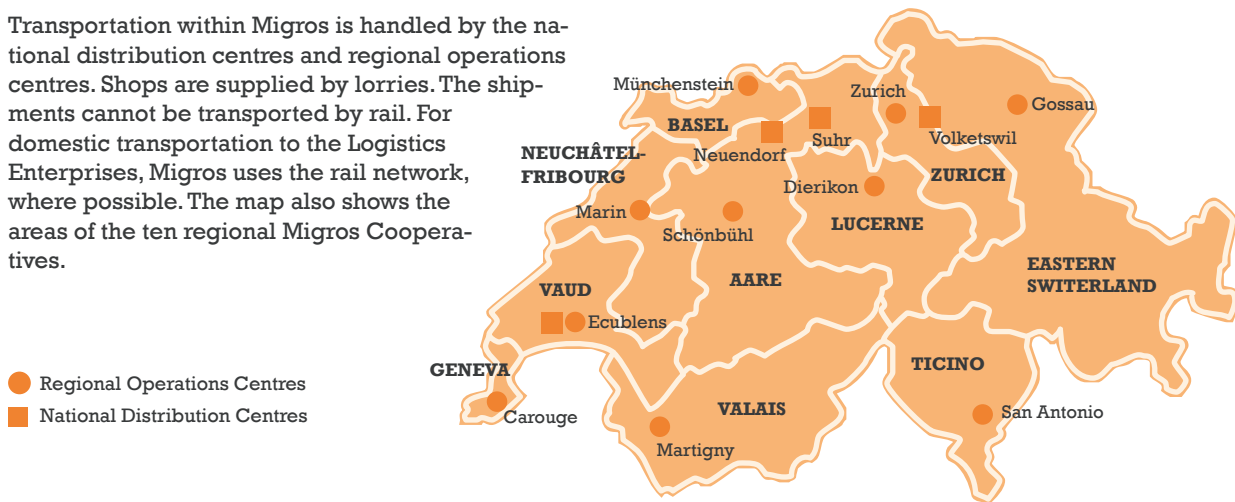 Transportation within Migros is handled by the na-
tional distribution centres and regional operations
centres. Shops are supplied by lorries. The ship-
ments cannot be transported by rail. For
domestic transportation to the Logistics
Enterprises, Migros uses the rail network,
where possible. The map also shows the
areas of the ten regional Migros Coopera-
tives.
Regional Operations Centres
National Distribution Centres
Münchenstein
Zurich
Gossau
BASEL
Suhr
Volketswil
NEUCHÂTEL-
FRIBOURG
Neuendorf
ZURICH
Dierikon
Marin
Schönbühl
LUCERNE
EASTERN
SWITERLAND
AARE
VAUD
Ecublens
GENEVA
TICINO
Carouge
VALAIS
San Antonio
Martigny